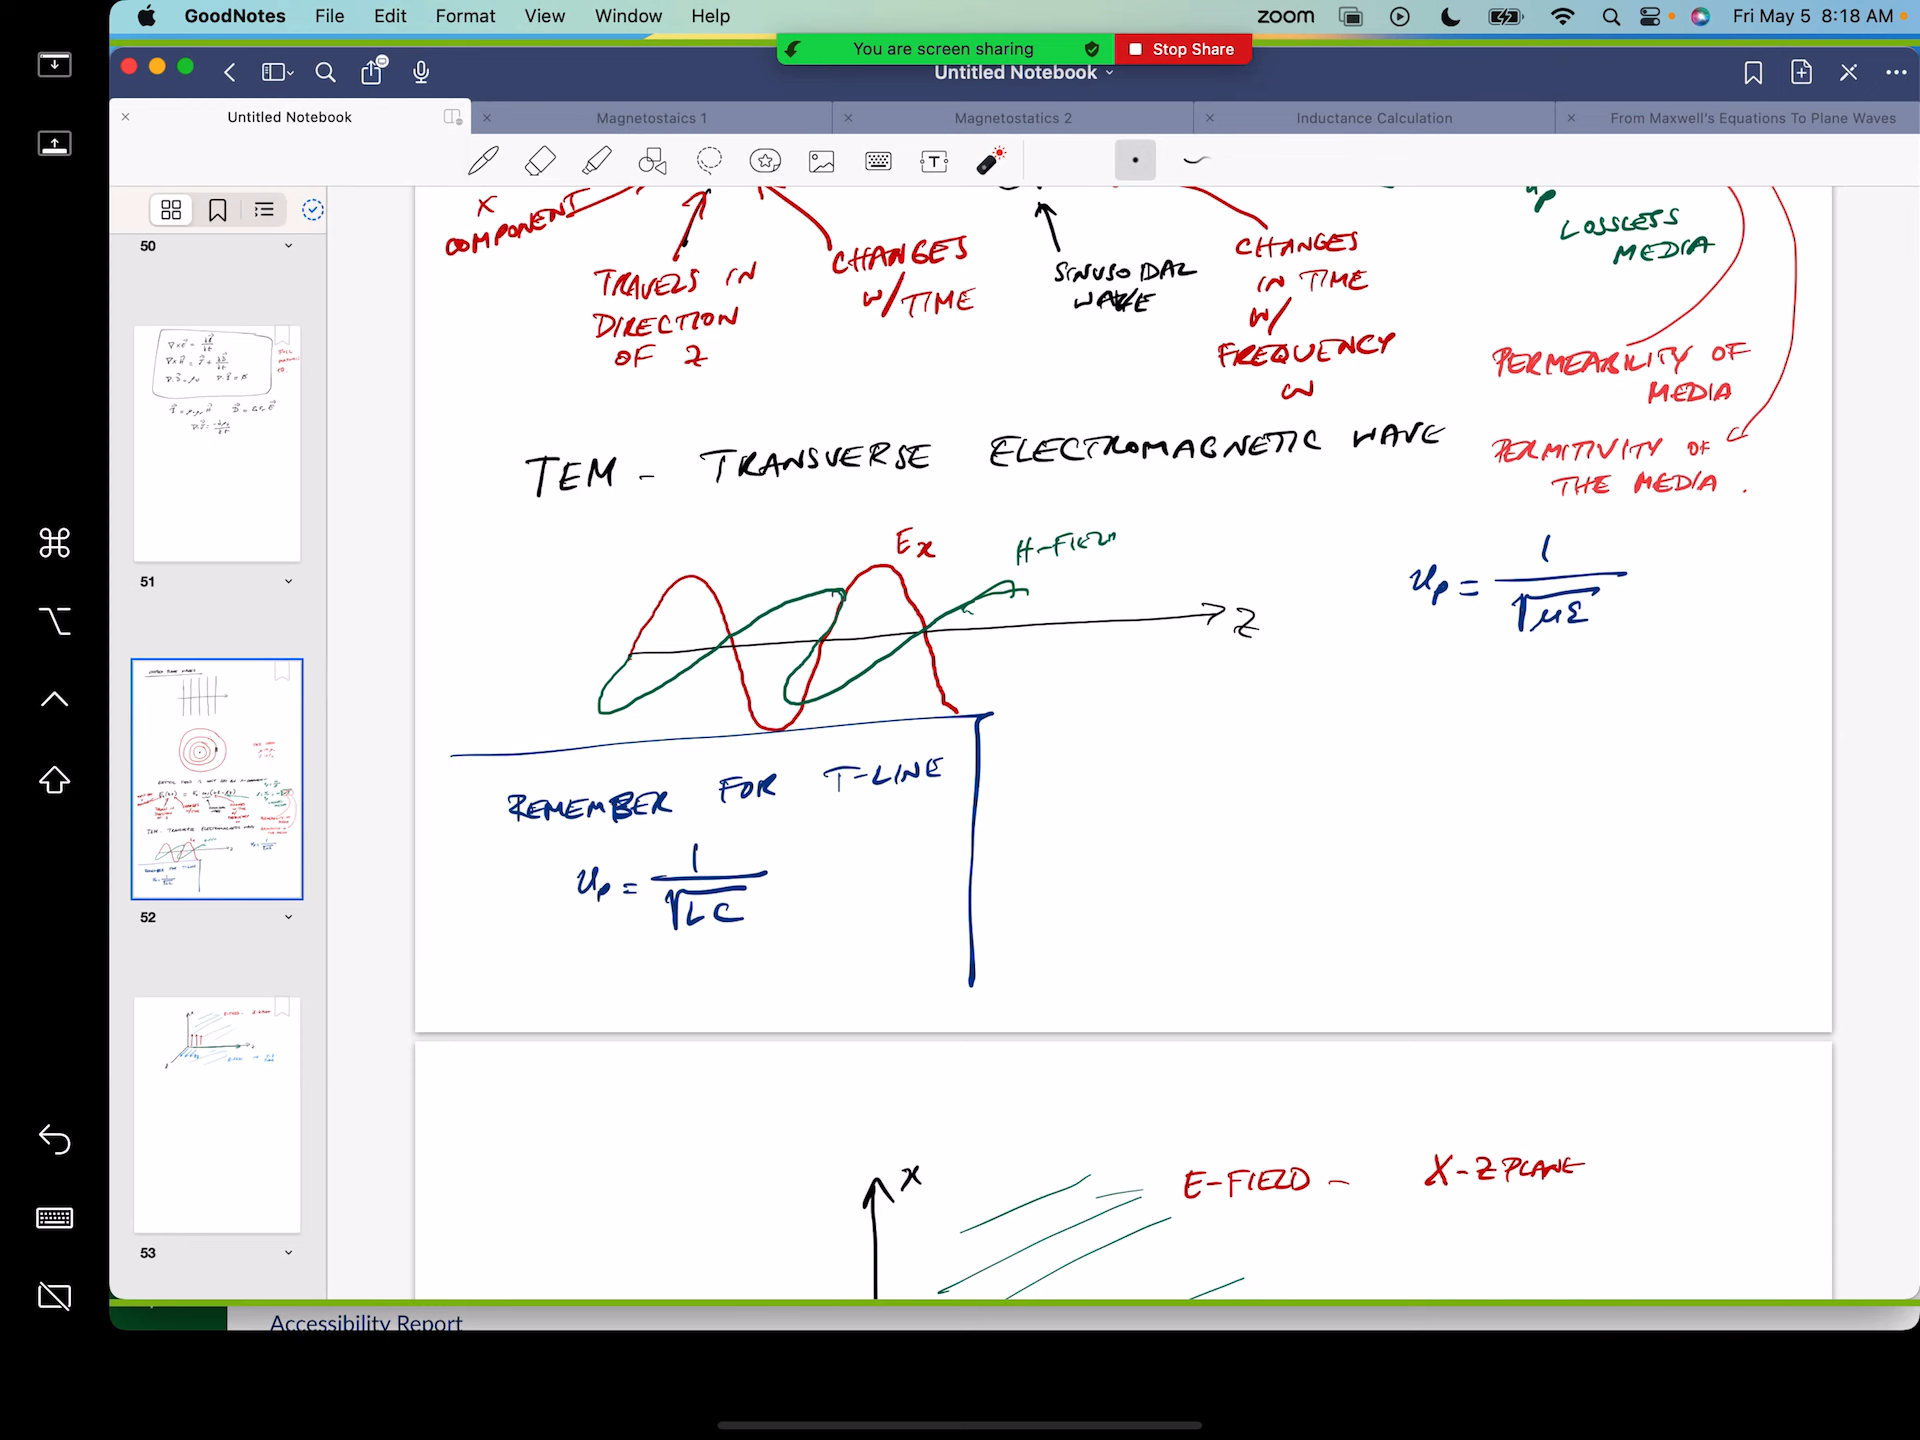 GoodNotes File Edit Format View Window Help zoom Fri May 5 8:18 AM
You are screen sharing Stop Share
Untitled Notebook
Untitled Notebook Magnetostaics 1 Magnetostatics 2 Inductance Calculation From Maxwell's Equations To Plane Waves
50
51
52
53
X
COMPONENT
TRAVELS IN
DIRECTION
OF Z
CHANGES
W/TIME
SINUSODAL
WAVE
CHANGES
IN TIME
W/
FREQUENCY
ω
u_p
LOSSLESS
MEDIA
PERMEABILITY OF
MEDIA
PERMITIVITY OF
THE MEDIA.
TEM - TRANSVERSE ELECTROMAGNETIC WAVE
Ex
H-FIELD
Z
u_p = 1/√με
REMEMBER FOR T-LINE
u_p = 1/√LC
x
E-FIELD - X-Z PLANE
Accessibility Report